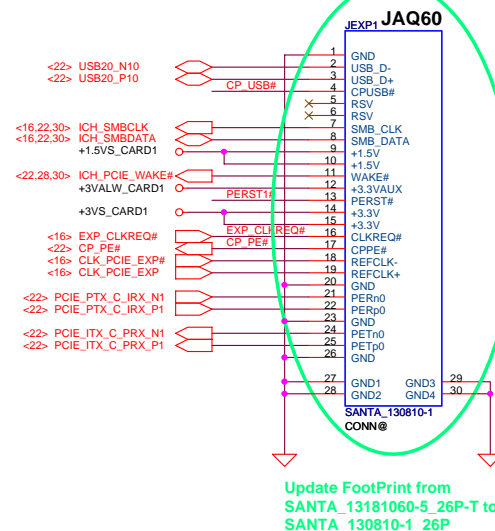 JEXP1 JAQ60
1 GND
<22> USB20_N10 2 USB_D-
<22> USB20_P10 3 USB_D+
CP_USB# 4 CPUSB#
5 RSV
6 RSV
<16,22,30> ICH_SMBCLK 7 SMB_CLK
<16,22,30> ICH_SMBDATA 8 SMB_DATA
+1.5VS_CARD1 9 +1.5V
10 +1.5V
<22,28,30> ICH_PCIE_WAKE# 11 WAKE#
+3VALW_CARD1 12 +3.3VAUX
PERST1# 13 PERST#
+3VS_CARD1 14 +3.3V
15 +3.3V
<16> EXP_CLKREQ# EXP_CLKREQ# 16 CLKREQ#
<22> CP_PE# CP_PE# 17 CPPE#
<16> CLK_PCIE_EXP# 18 REFCLK-
<16> CLK_PCIE_EXP 19 REFCLK+
20 GND
<22> PCIE_PTX_C_IRX_N1 21 PERn0
<22> PCIE_PTX_C_IRX_P1 22 PERp0
23 GND
<22> PCIE_ITX_C_PRX_N1 24 PETn0
<22> PCIE_ITX_C_PRX_P1 25 PETp0
26 GND
27 GND1 GND3 29
28 GND2 GND4 30
SANTA_130810-1
CONN@
Update FootPrint from
SANTA_13181060-5_26P-T to
SANTA_130810-1_26P